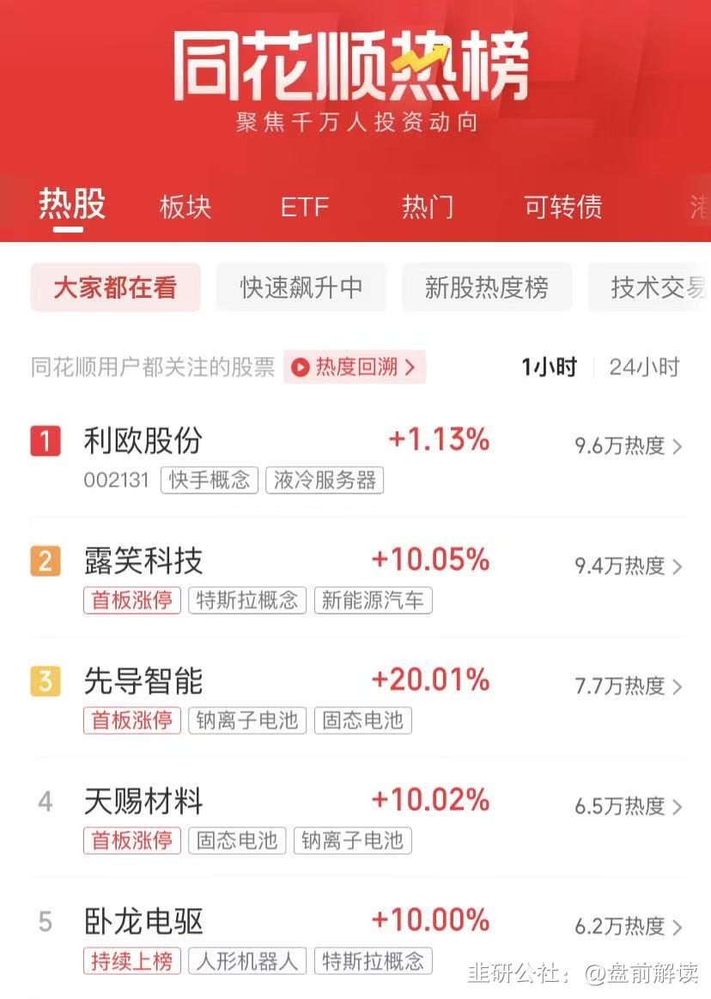 同花顺热榜
聚焦千万人投资动向
热股 板块 ETF 热门 可转债 港
大家都在看 快速飙升中 新股热度榜 技术交易
同花顺用户都关注的股票 热度回溯 1小时 24小时
1 利欧股份 +1.13% 9.6万热度
002131 快手概念 液冷服务器
2 露笑科技 +10.05% 9.4万热度
首板涨停 特斯拉概念 新能源汽车
3 先导智能 +20.01% 7.7万热度
首板涨停 钠离子电池 固态电池
4 天赐材料 +10.02% 6.5万热度
首板涨停 固态电池 钠离子电池
5 卧龙电驱 +10.00% 6.2万热度
持续上榜 人形机器人 特斯拉概念
韭研公社：@盘前解读